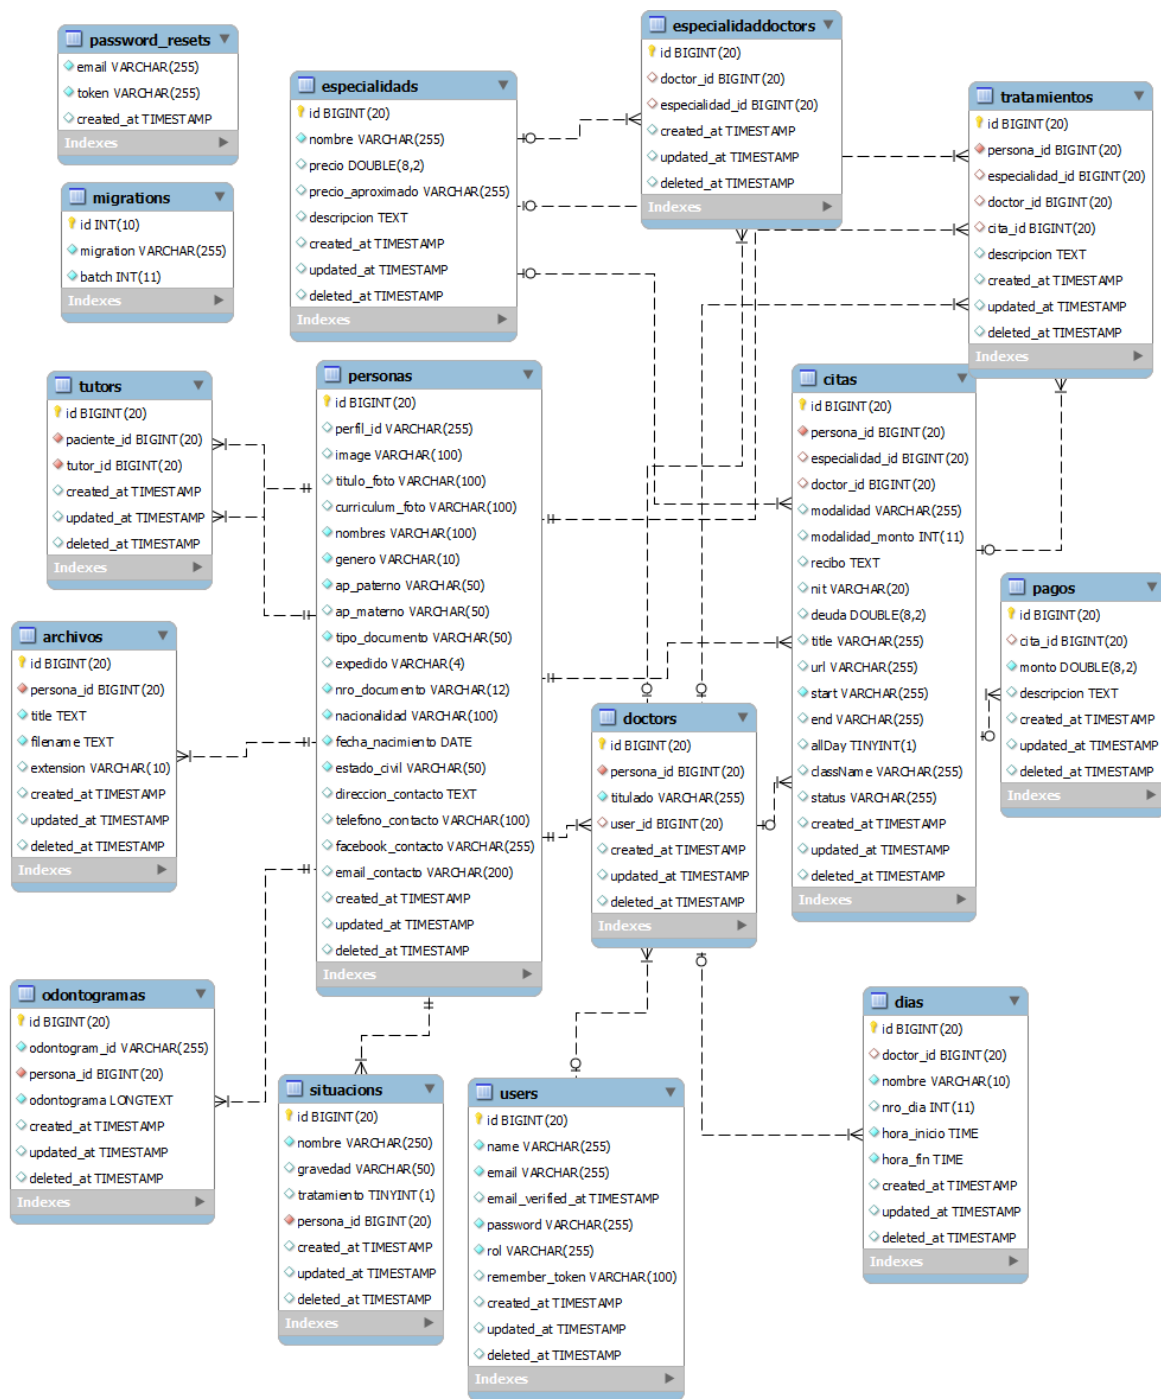 password_resets
email VARCHAR(255)
token VARCHAR(255)
created_at TIMESTAMP
Indexes
migrations
id INT(10)
migration VARCHAR(255)
batch INT(11)
Indexes
especialidads
id BIGINT(20)
nombre VARCHAR(255)
precio DOUBLE(8,2)
precio_aproximado VARCHAR(255)
descripcion TEXT
created_at TIMESTAMP
updated_at TIMESTAMP
deleted_at TIMESTAMP
Indexes
especialidaddoctors
id BIGINT(20)
doctor_id BIGINT(20)
especialidad_id BIGINT(20)
created_at TIMESTAMP
updated_at TIMESTAMP
deleted_at TIMESTAMP
Indexes
tratamientos
id BIGINT(20)
persona_id BIGINT(20)
especialidad_id BIGINT(20)
doctor_id BIGINT(20)
cita_id BIGINT(20)
descripcion TEXT
created_at TIMESTAMP
updated_at TIMESTAMP
deleted_at TIMESTAMP
Indexes
tutors
id BIGINT(20)
paciente_id BIGINT(20)
tutor_id BIGINT(20)
created_at TIMESTAMP
updated_at TIMESTAMP
deleted_at TIMESTAMP
Indexes
personas
id BIGINT(20)
perfil_id VARCHAR(255)
image VARCHAR(100)
titulo_foto VARCHAR(100)
curriculum_foto VARCHAR(100)
nombres VARCHAR(100)
genero VARCHAR(10)
ap_paterno VARCHAR(50)
ap_materno VARCHAR(50)
tipo_documento VARCHAR(50)
expedido VARCHAR(4)
nro_documento VARCHAR(12)
nacionalidad VARCHAR(100)
fecha_nacimiento DATE
estado_civil VARCHAR(50)
direccion_contacto TEXT
telefono_contacto VARCHAR(100)
facebook_contacto VARCHAR(255)
email_contacto VARCHAR(200)
created_at TIMESTAMP
updated_at TIMESTAMP
deleted_at TIMESTAMP
Indexes
citas
id BIGINT(20)
persona_id BIGINT(20)
especialidad_id BIGINT(20)
doctor_id BIGINT(20)
modalidad VARCHAR(255)
modalidad_monto INT(11)
recibo TEXT
nit VARCHAR(20)
deuda DOUBLE(8,2)
title VARCHAR(255)
url VARCHAR(255)
start VARCHAR(255)
end VARCHAR(255)
allDay TINYINT(1)
className VARCHAR(255)
status VARCHAR(255)
created_at TIMESTAMP
updated_at TIMESTAMP
deleted_at TIMESTAMP
Indexes
pagos
id BIGINT(20)
cita_id BIGINT(20)
monto DOUBLE(8,2)
descripcion TEXT
created_at TIMESTAMP
updated_at TIMESTAMP
deleted_at TIMESTAMP
Indexes
archivos
id BIGINT(20)
persona_id BIGINT(20)
title TEXT
filename TEXT
extension VARCHAR(10)
created_at TIMESTAMP
updated_at TIMESTAMP
deleted_at TIMESTAMP
Indexes
doctors
id BIGINT(20)
persona_id BIGINT(20)
titulado VARCHAR(255)
user_id BIGINT(20)
created_at TIMESTAMP
updated_at TIMESTAMP
deleted_at TIMESTAMP
Indexes
odontogramas
id BIGINT(20)
odontogram_id VARCHAR(255)
persona_id BIGINT(20)
odontograma LONGTEXT
created_at TIMESTAMP
updated_at TIMESTAMP
deleted_at TIMESTAMP
Indexes
situacions
id BIGINT(20)
nombre VARCHAR(250)
gravedad VARCHAR(50)
tratamiento TINYINT(1)
persona_id BIGINT(20)
created_at TIMESTAMP
updated_at TIMESTAMP
deleted_at TIMESTAMP
Indexes
users
id BIGINT(20)
name VARCHAR(255)
email VARCHAR(255)
email_verified_at TIMESTAMP
password VARCHAR(255)
rol VARCHAR(255)
remember_token VARCHAR(100)
created_at TIMESTAMP
updated_at TIMESTAMP
deleted_at TIMESTAMP
Indexes
dias
id BIGINT(20)
doctor_id BIGINT(20)
nombre VARCHAR(10)
nro_dia INT(11)
hora_inicio TIME
hora_fin TIME
created_at TIMESTAMP
updated_at TIMESTAMP
deleted_at TIMESTAMP
Indexes